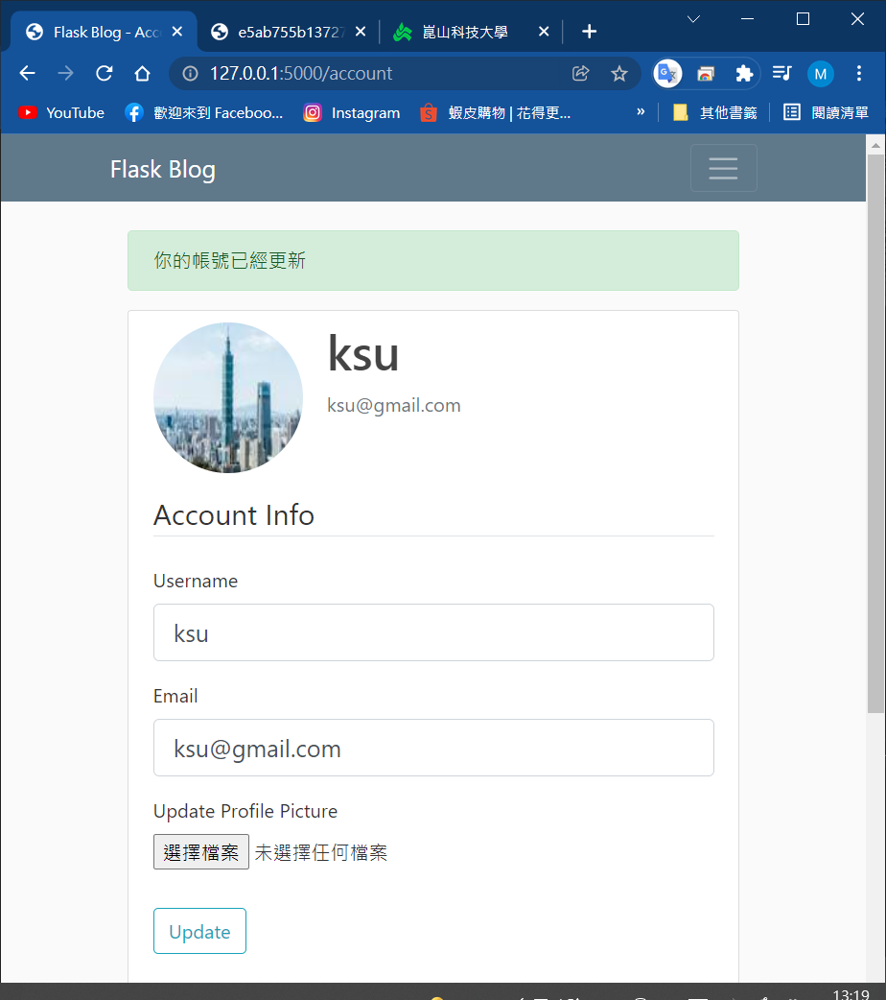 Flask Blog - Acc
e5ab755b1372
崑山科技大學
127.0.0.1:5000/account
M
YouTube
歡迎來到 Faceboo...
Instagram
蝦皮購物 | 花得更...
»
其他書籤
閱讀清單
Flask Blog
你的帳號已經更新
ksu
ksu@gmail.com
Account Info
Username
ksu
Email
ksu@gmail.com
Update Profile Picture
選擇檔案 未選擇任何檔案
Update
13:19